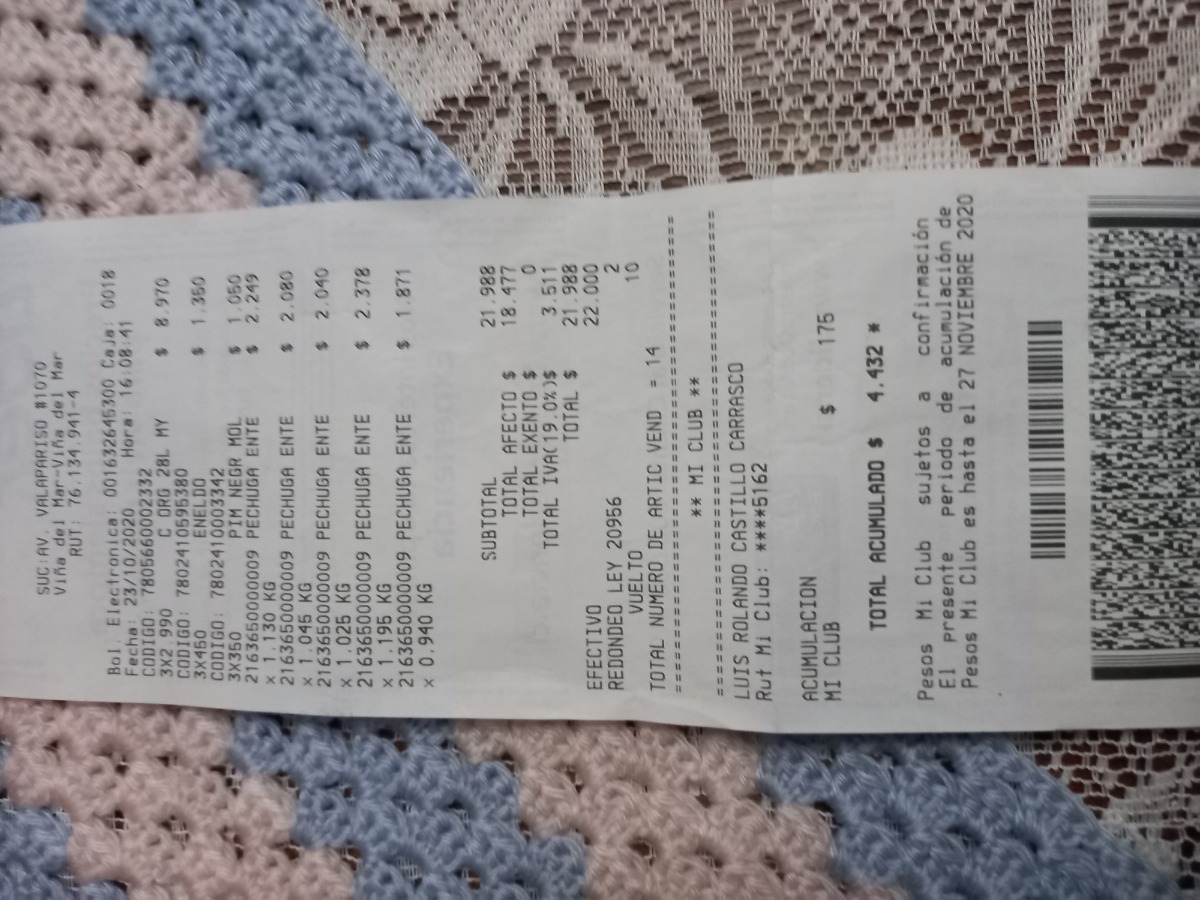 SUC:AV. VALAPARISO #1070
Viña del Mar-Viña del Mar
RUT: 76.134.941-4
Bol. Electronica: 001632645300 Caja: 0018
Fecha: 23/10/2020 Hora: 16:08:41
CODIGO: 7805660002332
3X2 990 C ORG 28L MY $ 8.970
CODIGO: 7802410595380
3X450 ENELDO $ 1.350
CODIGO: 7802410003342
3X350 PIM NEGR MOL $ 1.050
2163650000009 PECHUGA ENTE $ 2.249
x 1.130 KG
2163650000009 PECHUGA ENTE $ 2.080
x 1.045 KG
2163650000009 PECHUGA ENTE $ 2.040
x 1.025 KG
2163650000009 PECHUGA ENTE $ 2.378
x 1.195 KG
2163650000009 PECHUGA ENTE $ 1.871
x 0.940 KG
SUBTOTAL 21.988
TOTAL AFECTO $ 18.477
TOTAL EXENTO $ 0
TOTAL IVA(19.0%)$ 3.511
TOTAL $ 21.988
EFECTIVO 22.000
REDONDEO LEY 20956 2
VUELTO 10
TOTAL NUMERO DE ARTIC VEND = 14
=========================================
** MI CLUB **
=========================================
LUIS ROLANDO CASTILLO CARRASCO
Rut Mi Club: ****5162
ACUMULACION
MI CLUB $ 175
TOTAL ACUMULADO $ 4.432 *
Pesos Mi Club sujetos a confirmación
El presente periodo de acumulación de
Pesos Mi Club es hasta el 27 NOVIEMBRE 2020